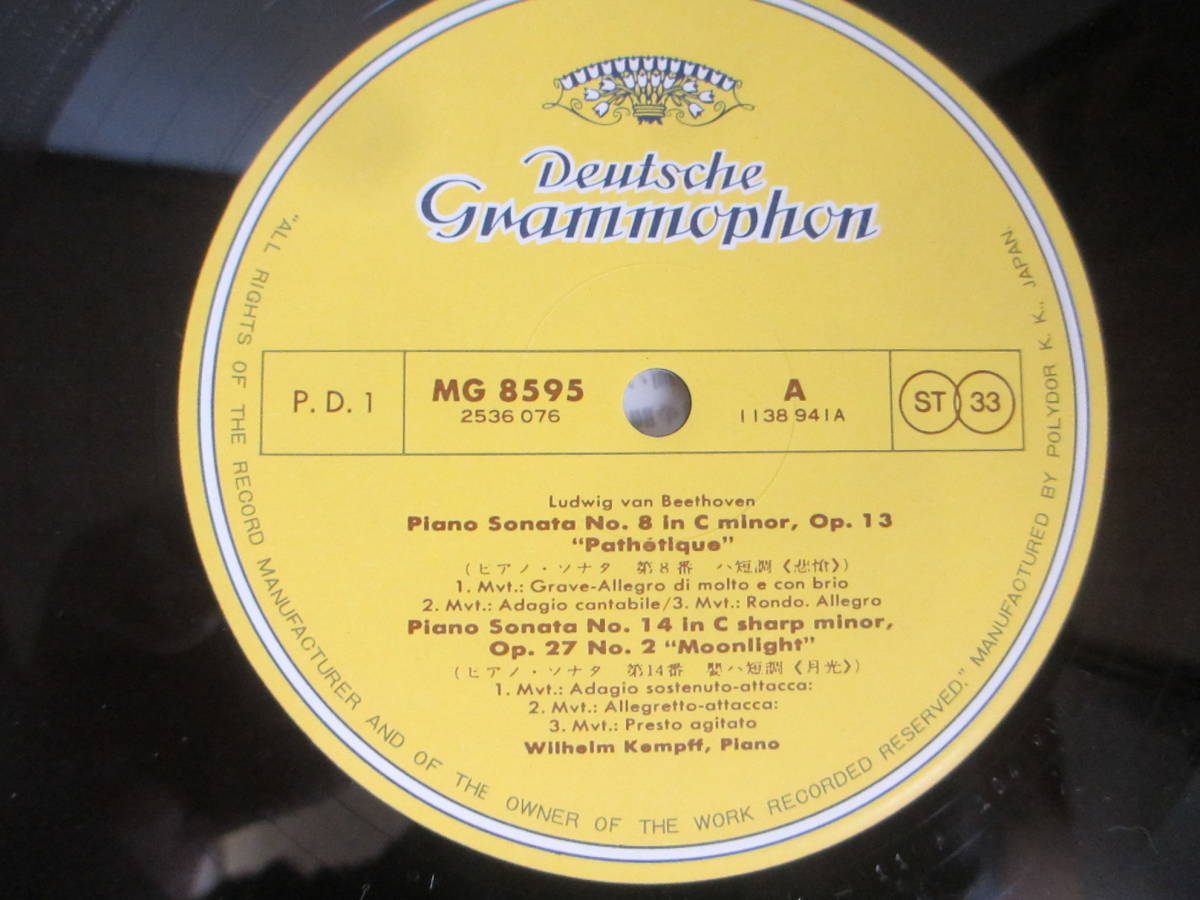 Deutsche
Grammophon
P. D. 1
MG 8595
2536 076
A
1138 941A
ST 33
Ludwig van Beethoven
Piano Sonata No. 8 in C minor, Op. 13
“Pathétique”
(ピアノ・ソナタ 第8番 ハ短調《悲愴》)
1. Mvt.: Grave-Allegro di molto e con brio
2. Mvt.: Adagio cantabile/3. Mvt.: Rondo. Allegro
Piano Sonata No. 14 in C sharp minor,
Op. 27 No. 2 “Moonlight”
(ピアノ・ソナタ 第14番 嬰ハ短調《月光》)
1. Mvt.: Adagio sostenuto-attacca:
2. Mvt.: Allegretto-attacca:
3. Mvt.: Presto agitato
Wilhelm Kempff, Piano
“ALL RIGHTS OF THE RECORD MANUFACTURER AND OF THE OWNER OF THE WORK RECORDED RESERVED,” MANUFACTURED BY POLYDOR K. K., JAPAN.